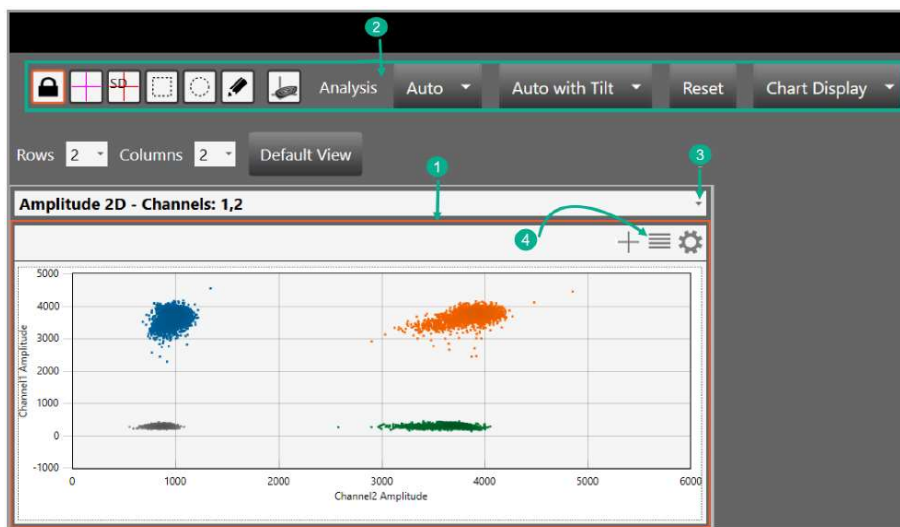 2
SD Analysis Auto Auto with Tilt Reset Chart Display
Rows 2 Columns 2 Default View
1
3
Amplitude 2D - Channels: 1,2
4
5000
4000
3000
2000
1000
0
-1000
Channel1 Amplitude
0 1000 2000 3000 4000 5000 6000
Channel2 Amplitude